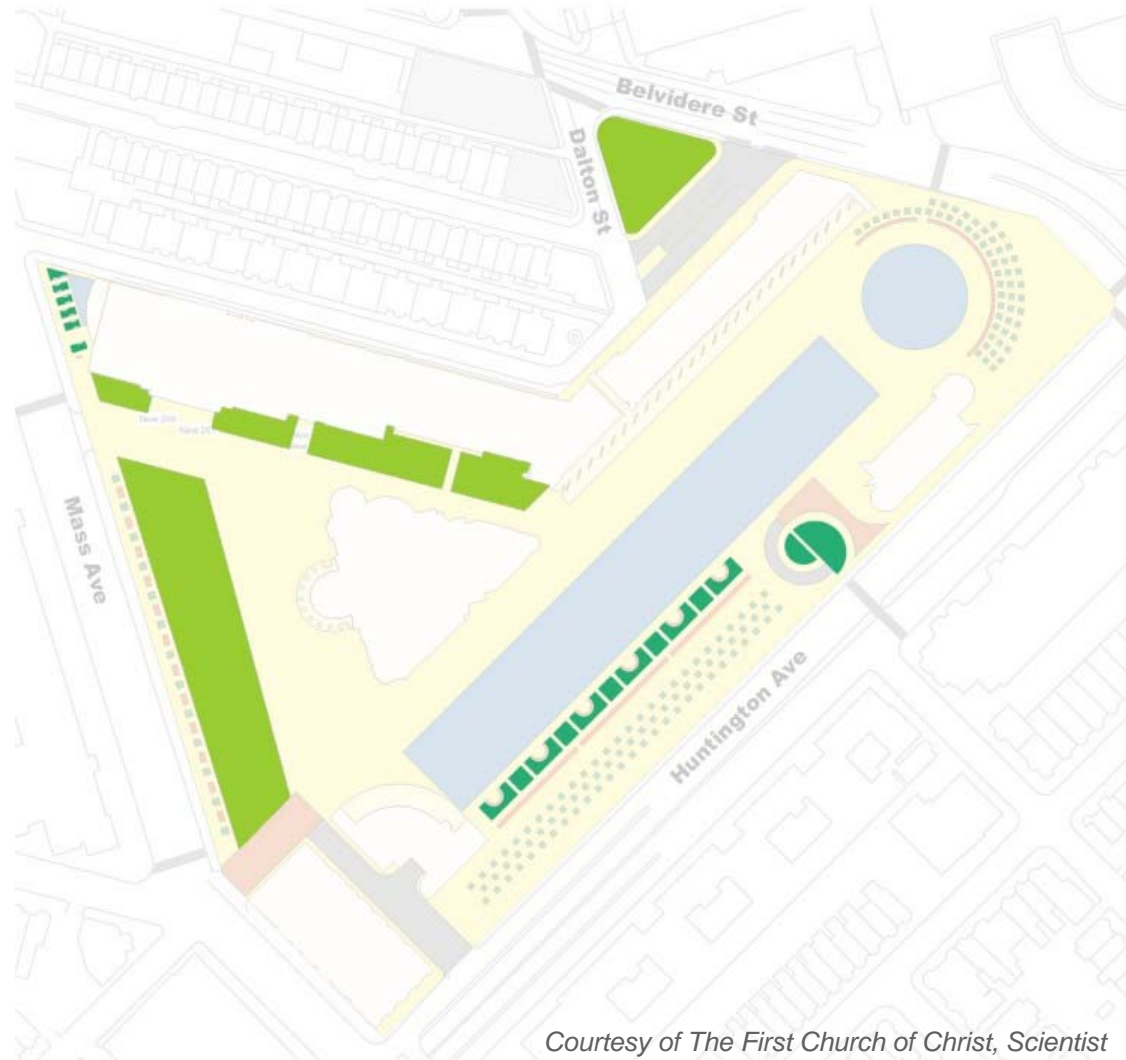 Belvidere St
Dalton St
Mass Ave
Huntington Ave
Courtesy of The First Church of Christ, Scientist